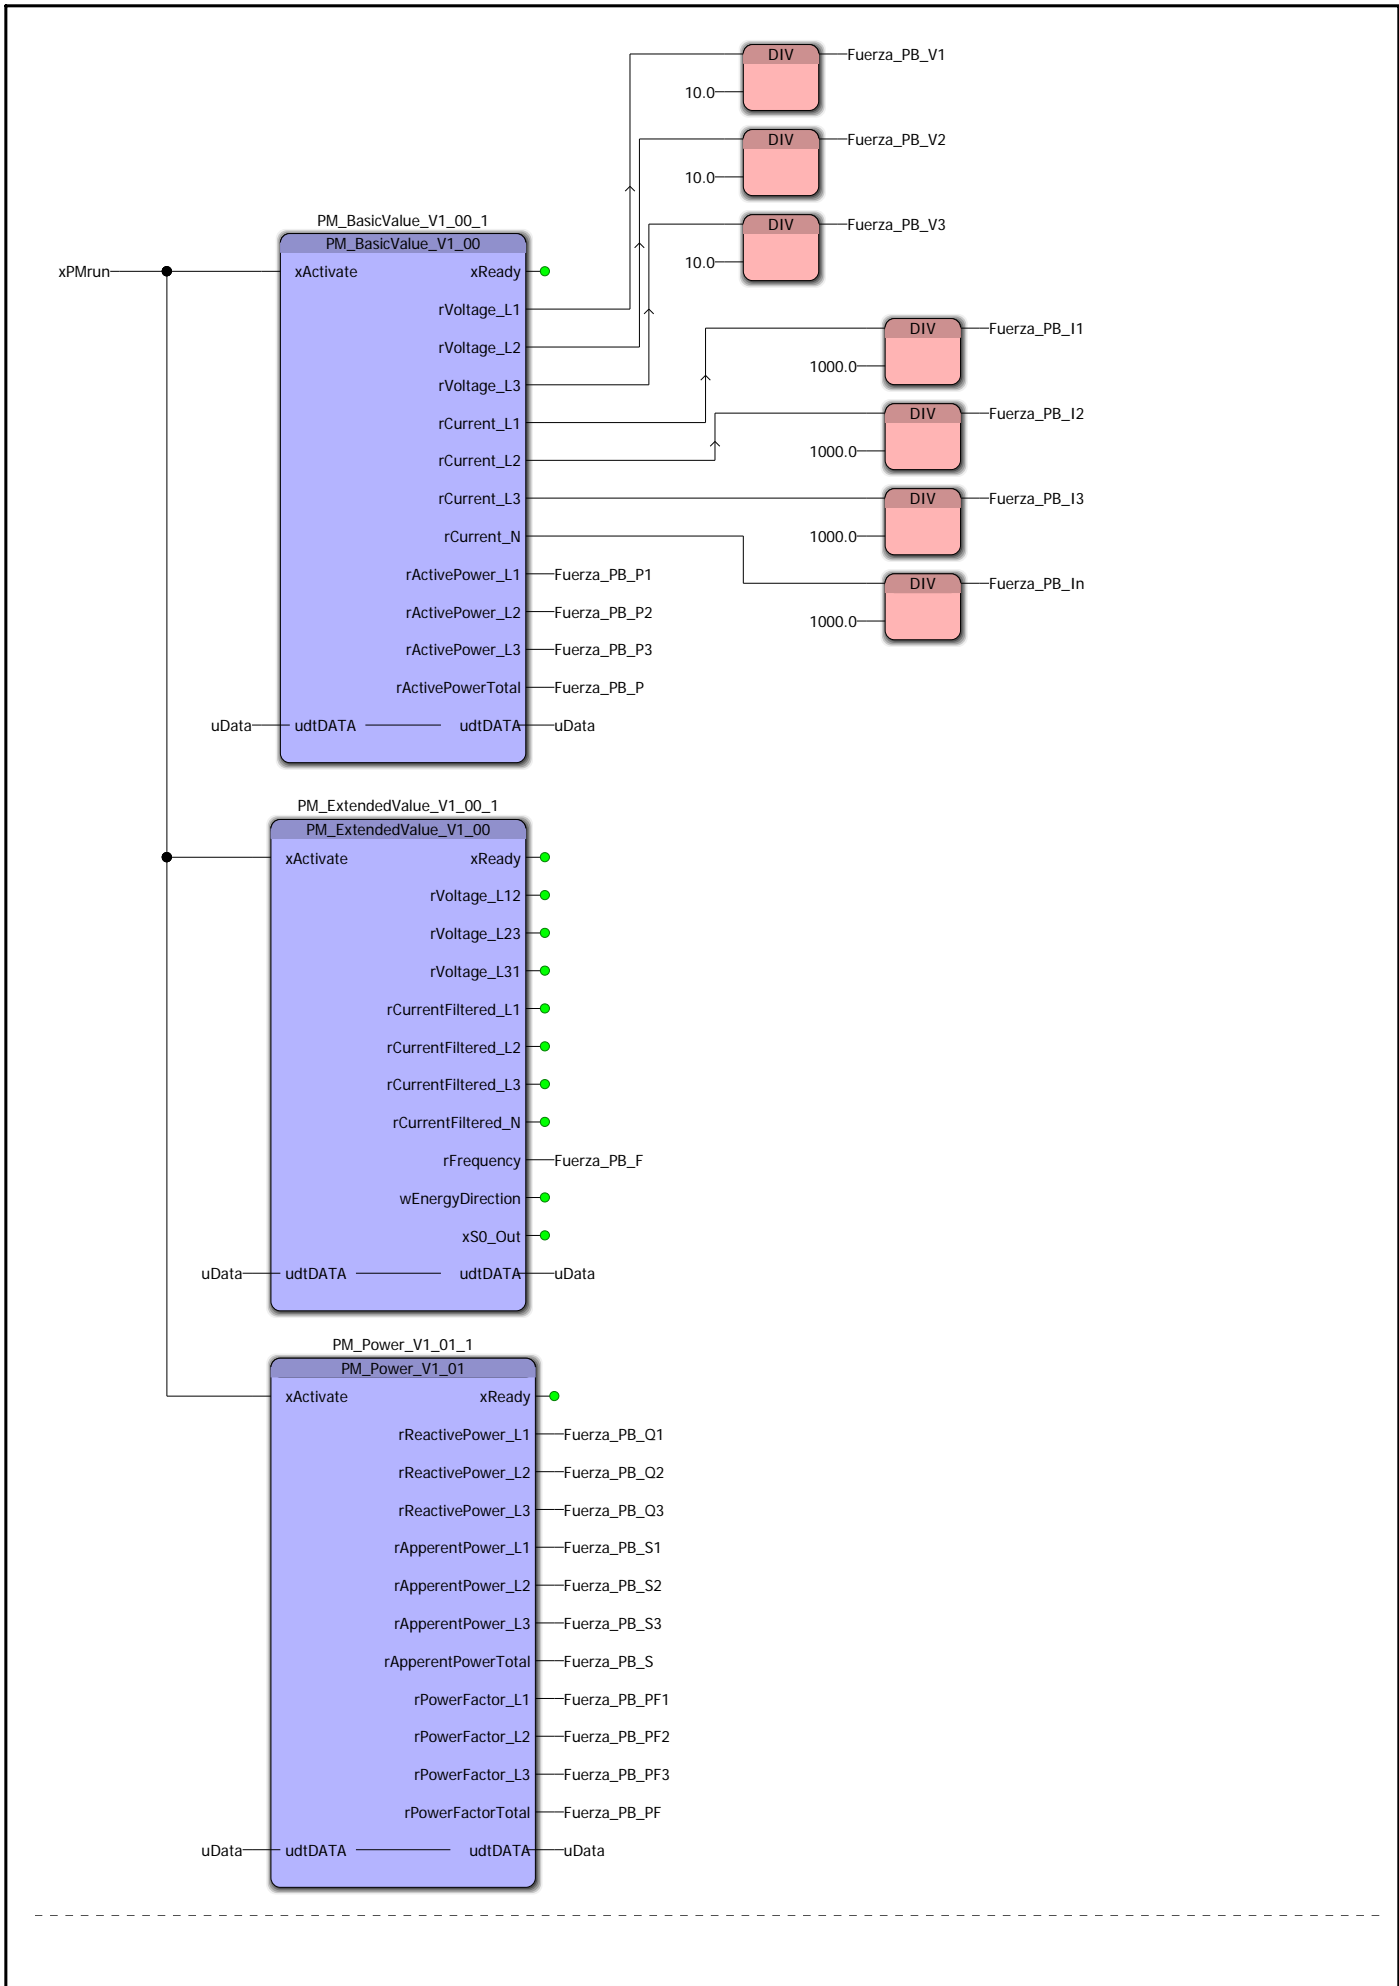 DIV Fuerza_PB_V1
10.0
DIV Fuerza_PB_V2
10.0
DIV Fuerza_PB_V3
10.0
PM_BasicValue_V1_00_1
PM_BasicValue_V1_00
xPMrun xActivate xReady
rVoltage_L1
DIV Fuerza_PB_I1
rVoltage_L2
1000.0
rVoltage_L3
DIV Fuerza_PB_I2
rCurrent_L1
1000.0
rCurrent_L2
rCurrent_L3 DIV Fuerza_PB_I3
rCurrent_N 1000.0
rActivePower_L1 Fuerza_PB_P1 DIV Fuerza_PB_In
rActivePower_L2 Fuerza_PB_P2 1000.0
rActivePower_L3 Fuerza_PB_P3
rActivePowerTotal Fuerza_PB_P
uData udtDATA udtDATA uData
PM_ExtendedValue_V1_00_1
PM_ExtendedValue_V1_00
xActivate xReady
rVoltage_L12
rVoltage_L23
rVoltage_L31
rCurrentFiltered_L1
rCurrentFiltered_L2
rCurrentFiltered_L3
rCurrentFiltered_N
rFrequency Fuerza_PB_F
wEnergyDirection
xS0_Out
uData udtDATA udtDATA uData
PM_Power_V1_01_1
PM_Power_V1_01
xActivate xReady
rReactivePower_L1 Fuerza_PB_Q1
rReactivePower_L2 Fuerza_PB_Q2
rReactivePower_L3 Fuerza_PB_Q3
rApperentPower_L1 Fuerza_PB_S1
rApperentPower_L2 Fuerza_PB_S2
rApperentPower_L3 Fuerza_PB_S3
rApperentPowerTotal Fuerza_PB_S
rPowerFactor_L1 Fuerza_PB_PF1
rPowerFactor_L2 Fuerza_PB_PF2
rPowerFactor_L3 Fuerza_PB_PF3
rPowerFactorTotal Fuerza_PB_PF
uData udtDATA udtDATA uData